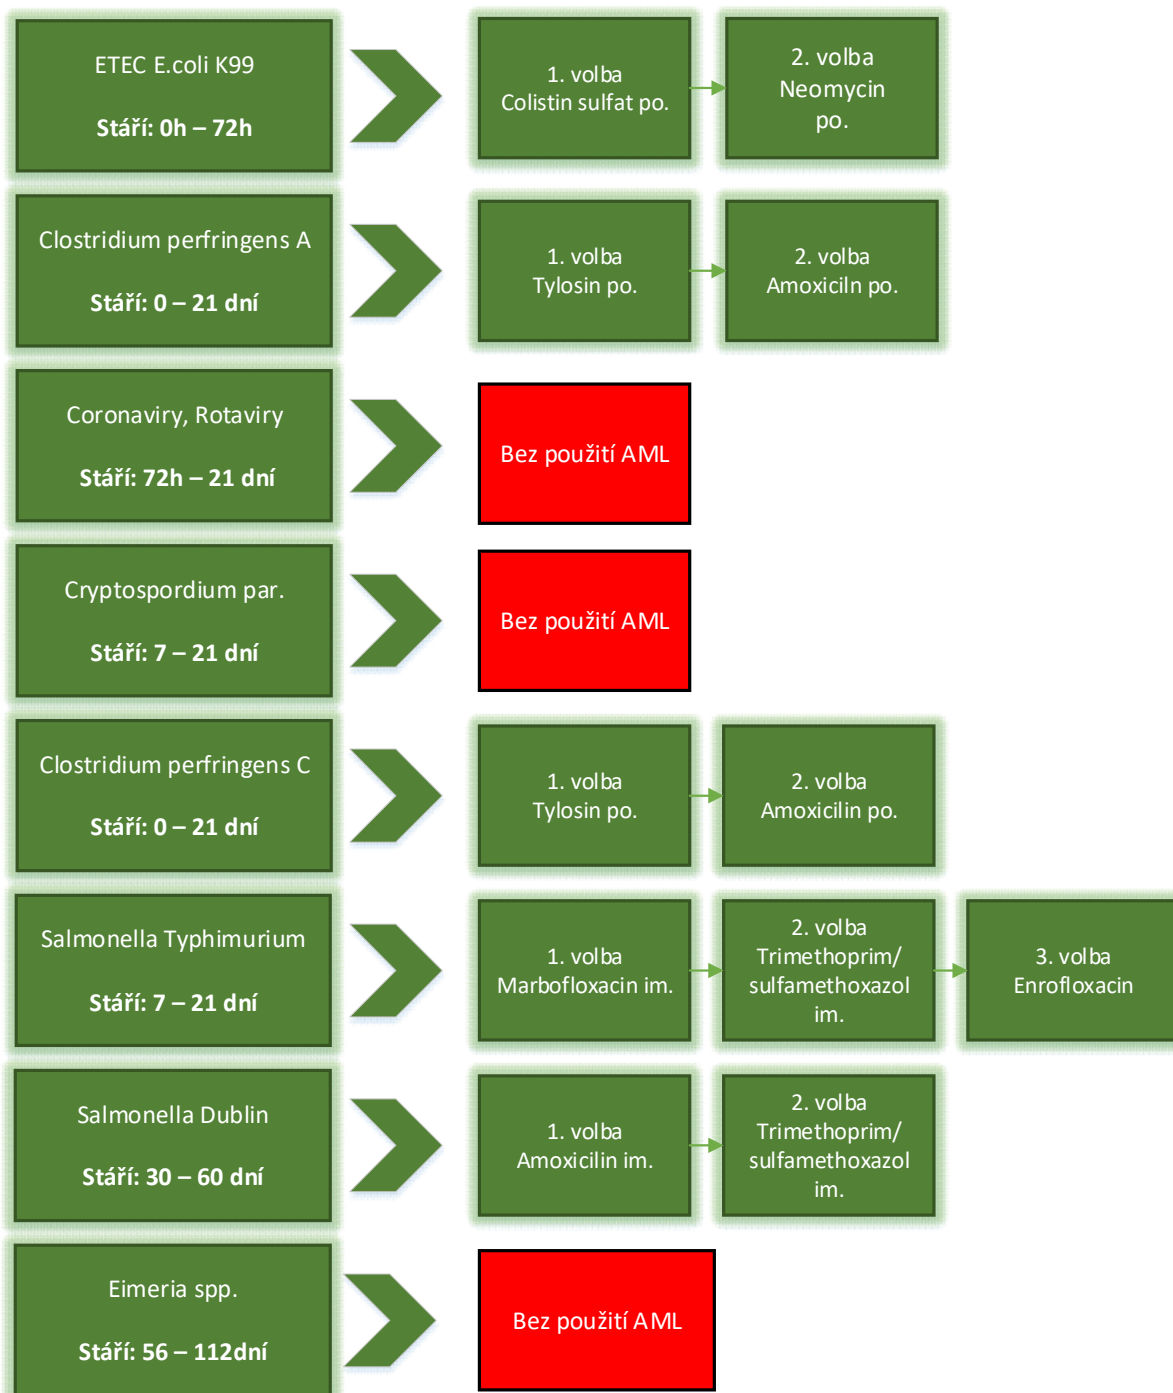 ETEC E.coli K99
Stáří: 0h – 72h
1. volba
Colistin sulfat po.
2. volba
Neomycin
po.
Clostridium perfringens A
Stáří: 0 – 21 dní
1. volba
Tylosin po.
2. volba
Amoxiciln po.
Coronaviry, Rotaviry
Stáří: 72h – 21 dní
Bez použití AML
Cryptospordium par.
Stáří: 7 – 21 dní
Bez použití AML
Clostridium perfringens C
Stáří: 0 – 21 dní
1. volba
Tylosin po.
2. volba
Amoxicilin po.
Salmonella Typhimurium
Stáří: 7 – 21 dní
1. volba
Marbofloxacin im.
2. volba
Trimethoprim/
sulfamethoxazol
im.
3. volba
Enrofloxacin
Salmonella Dublin
Stáří: 30 – 60 dní
1. volba
Amoxicilin im.
2. volba
Trimethoprim/
sulfamethoxazol
im.
Eimeria spp.
Stáří: 56 – 112dní
Bez použití AML